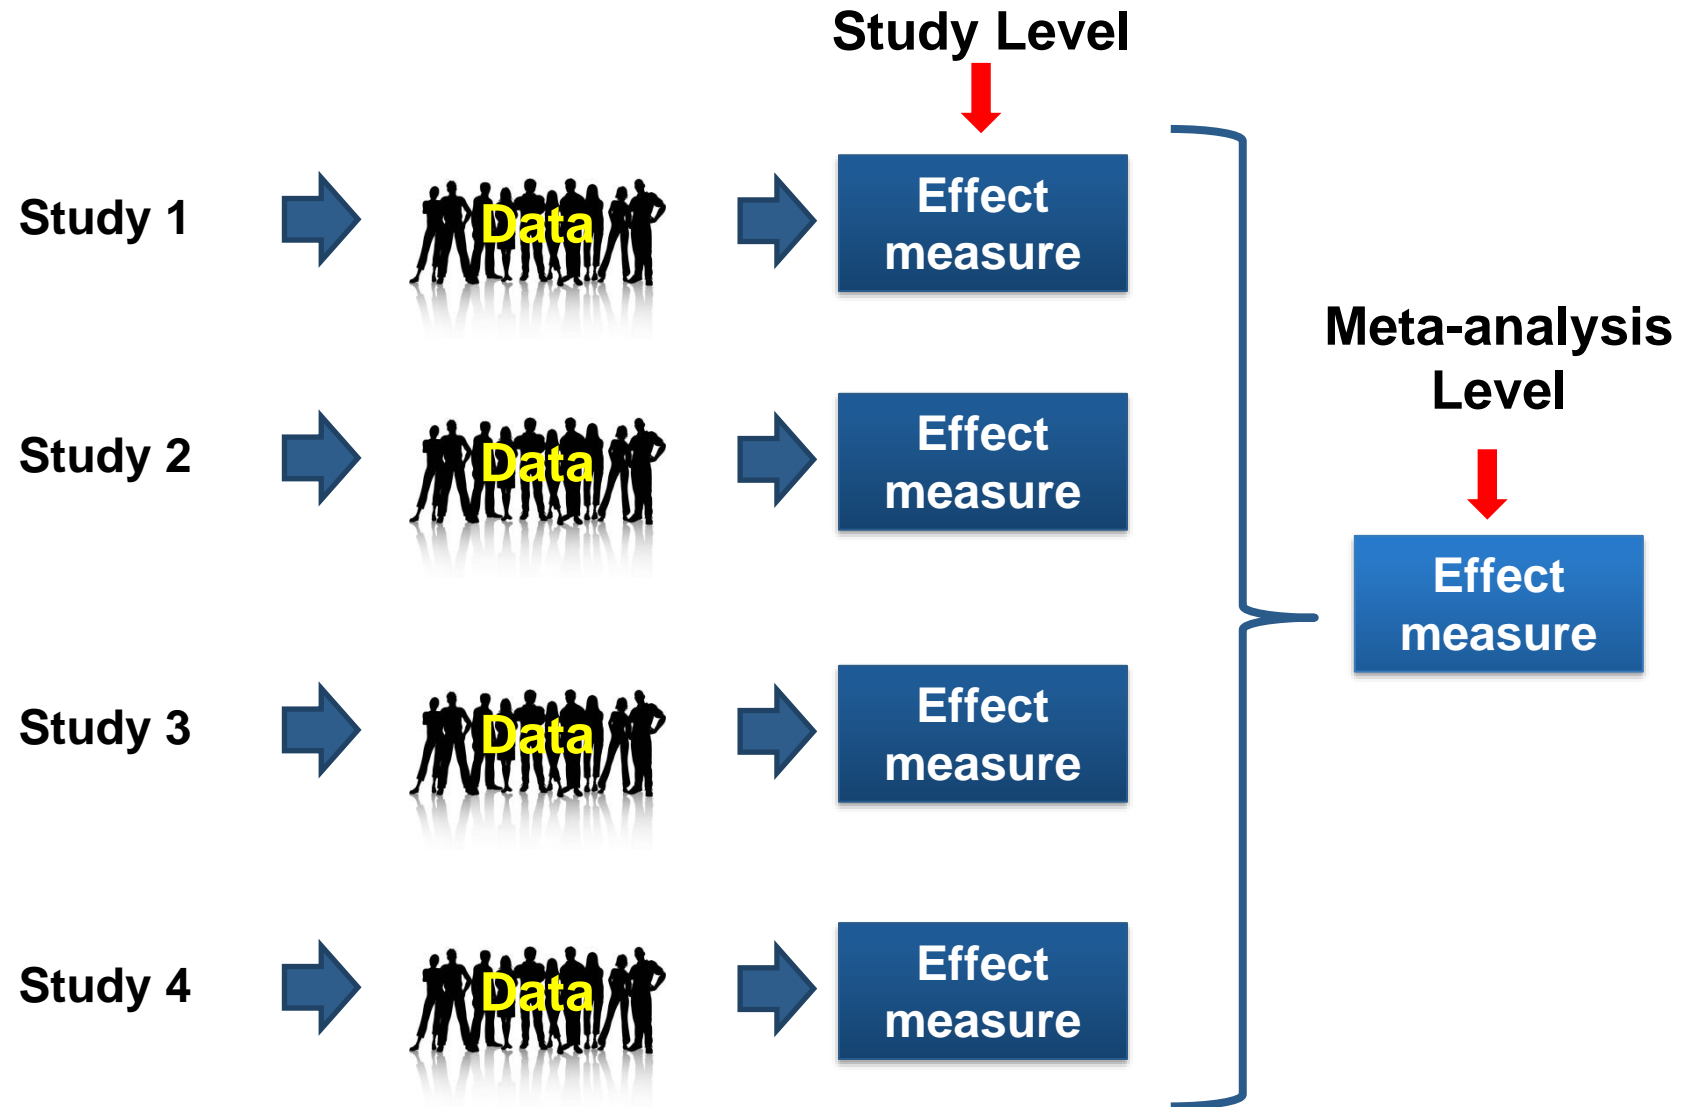 Study Level
Study 1
Data
Effect
measure
Study 2
Data
Effect
measure
Study 3
Data
Effect
measure
Study 4
Data
Effect
measure
Meta-analysis
Level
Effect
measure